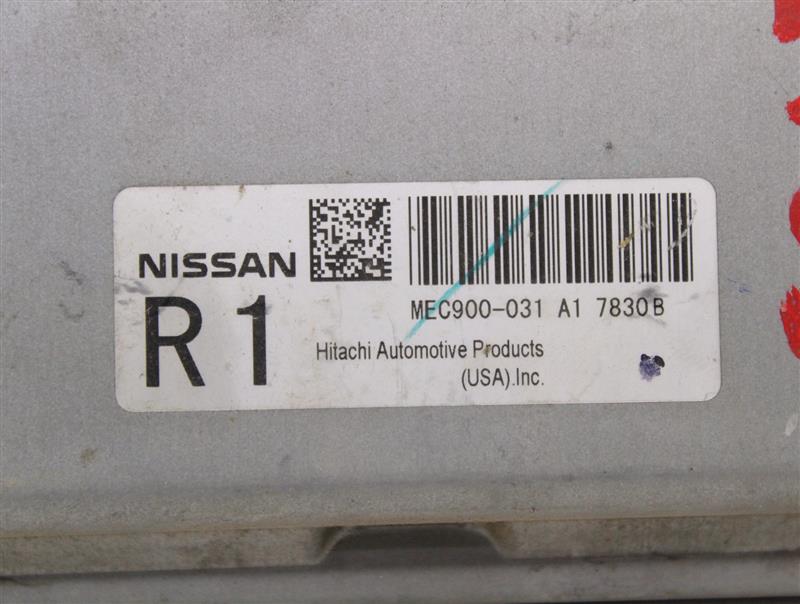 NISSAN
R1
MEC900-031 A1 7830B
Hitachi Automotive Products
(USA).Inc.